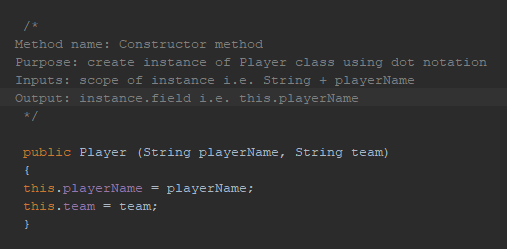 /*
Method name: Constructor method
Purpose: create instance of Player class using dot notation
Inputs: scope of instance i.e. String + playerName
Output: instance.field i.e. this.playerName
*/
public Player (String playerName, String team)
{
this.playerName = playerName;
this.team = team;
}